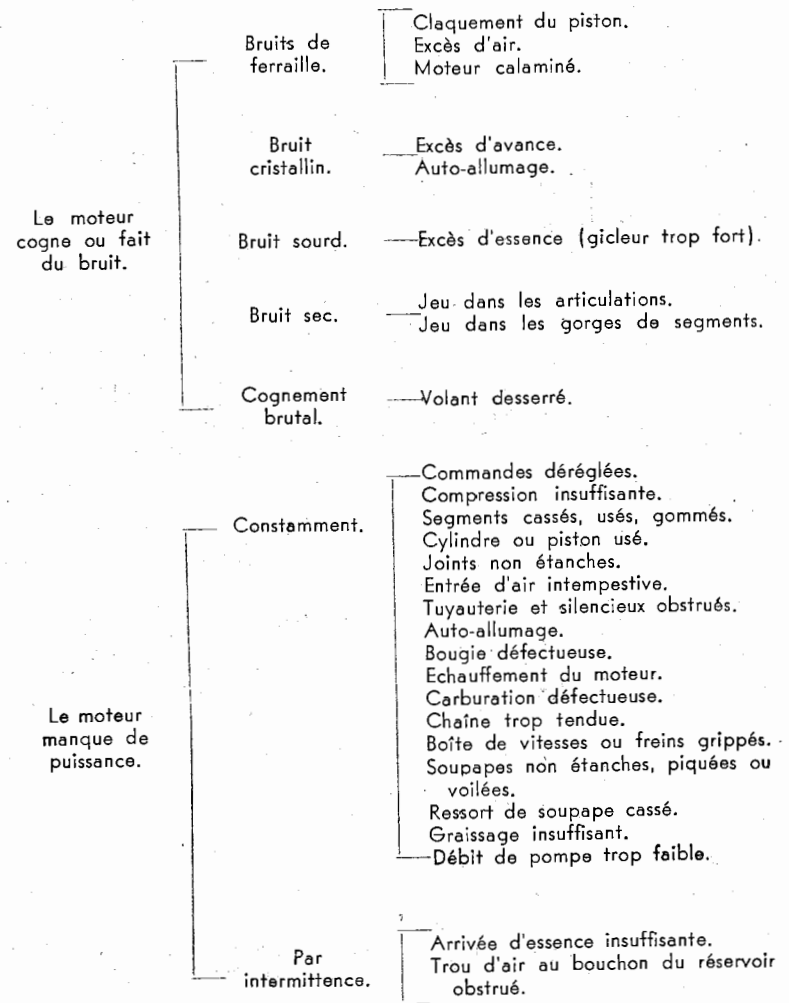 Le moteur
cogne ou fait
du bruit.
Bruits de
ferraille.
Claquement du piston.
Excès d'air.
Moteur calaminé.
Bruit
cristallin.
Excès d'avance.
Auto-allumage.
Bruit sourd.
Excès d'essence (gicleur trop fort).
Bruit sec.
Jeu dans les articulations.
Jeu dans les gorges de segments.
Cognement
brutal.
Volant desserré.
Le moteur
manque de
puissance.
Constamment.
Commandes déréglées.
Compression insuffisante.
Segments cassés, usés, gommés.
Cylindre ou piston usé.
Joints non étanches.
Entrée d'air intempestive.
Tuyauterie et silencieux obstrués.
Auto-allumage.
Bougie défectueuse.
Echauffement du moteur.
Carburation défectueuse.
Chaîne trop tendue.
Boîte de vitesses ou freins grippés.
Soupapes non étanches, piquées ou
voilées.
Ressort de soupape cassé.
Graissage insuffisant.
Débit de pompe trop faible.
Par
intermittence.
Arrivée d'essence insuffisante.
Trou d'air au bouchon du réservoir
obstrué.